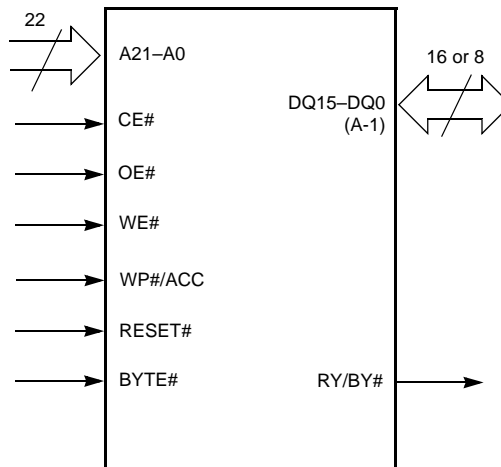 22
A21–A0
16 or 8
DQ15–DQ0
(A-1)
CE#
OE#
WE#
WP#/ACC
RESET#
BYTE#
RY/BY#